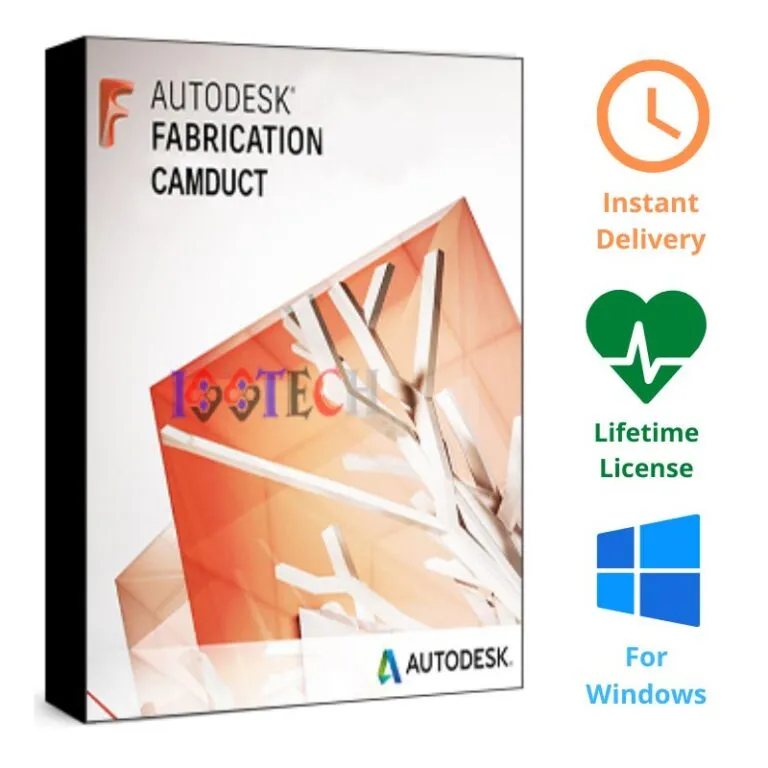 AUTODESK®
FABRICATION
CAMDUCT
Instant
Delivery
Lifetime
License
For
Windows
AUTODESK.